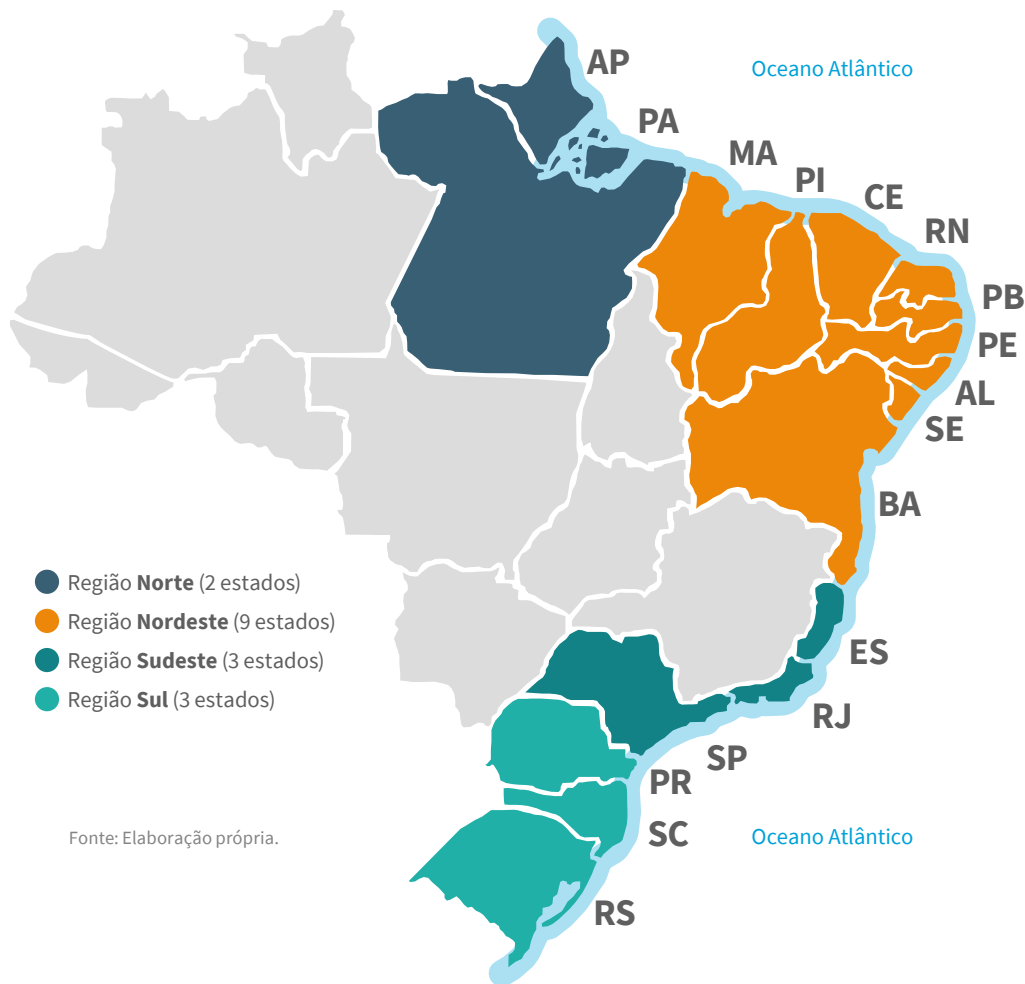 AP
Oceano Atlântico
PA
MA
PI
CE
RN
PB
PE
AL
SE
BA
Região Norte (2 estados)
Região Nordeste (9 estados)
Região Sudeste (3 estados)
Região Sul (3 estados)
ES
RJ
SP
PR
SC
Fonte: Elaboração própria.
Oceano Atlântico
RS